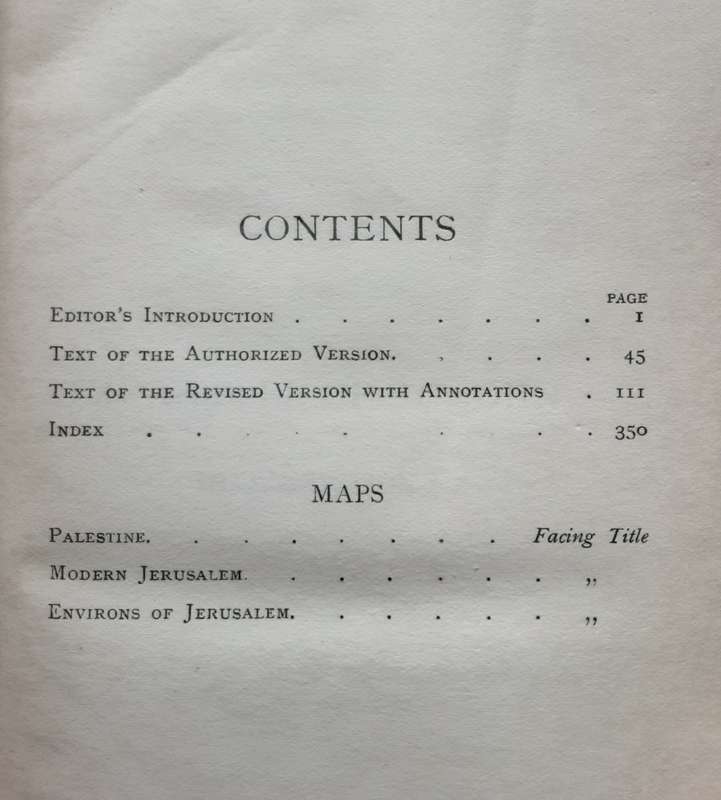 CONTENTS
PAGE
EDITOR'S INTRODUCTION . . . . . . . 1
TEXT OF THE AUTHORIZED VERSION. . . . . 45
TEXT OF THE REVISED VERSION WITH ANNOTATIONS . 111
INDEX . . . . . . . 350
MAPS
PALESTINE. . . . . . . . Facing Title
MODERN JERUSALEM. . . . . . . „
ENVIRONS OF JERUSALEM. . . . . . „